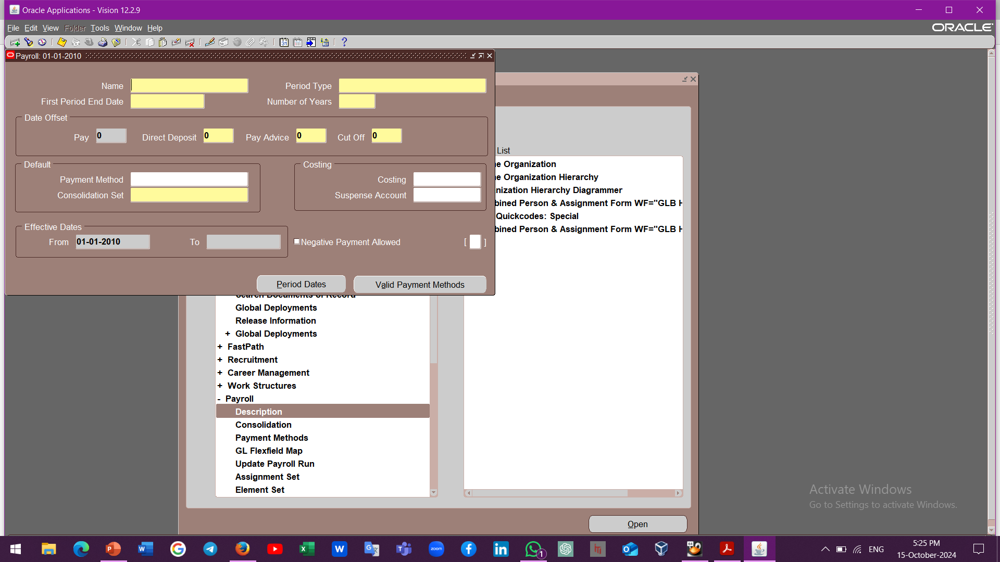 Oracle Applications - Vision 12.2.9
File Edit View Folder Tools Window Help
ORACLE
Payroll: 01-01-2010
Name
Period Type
First Period End Date
Number of Years
Date Offset
Pay 0 Direct Deposit 0 Pay Advice 0 Cut Off 0
Default
Costing
Payment Method
Costing
Consolidation Set
Suspense Account
Effective Dates
From 01-01-2010 To
Negative Payment Allowed
[ ]
Period Dates
Valid Payment Methods
List
e Organization
e Organization Hierarchy
nization Hierarchy Diagrammer
bined Person & Assignment Form WF="GLB H
Quickcodes: Special
bined Person & Assignment Form WF="GLB H
Search Documents of Record
Global Deployments
Release Information
+ Global Deployments
+ FastPath
+ Recruitment
+ Career Management
+ Work Structures
- Payroll
Description
Consolidation
Payment Methods
GL Flexfield Map
Update Payroll Run
Assignment Set
Element Set
Open
Activate Windows
Go to Settings to activate Windows.
ENG
5:25 PM
15-October-2024